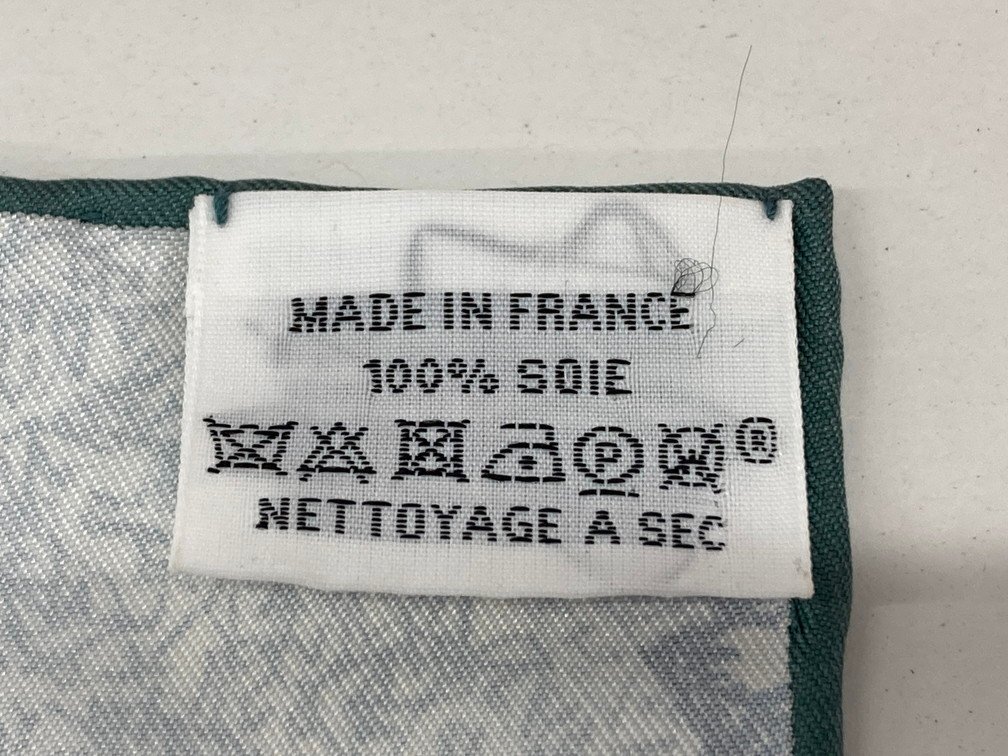 MADE IN FRANCE
100% SOIE
P ®
NETTOYAGE A SEC